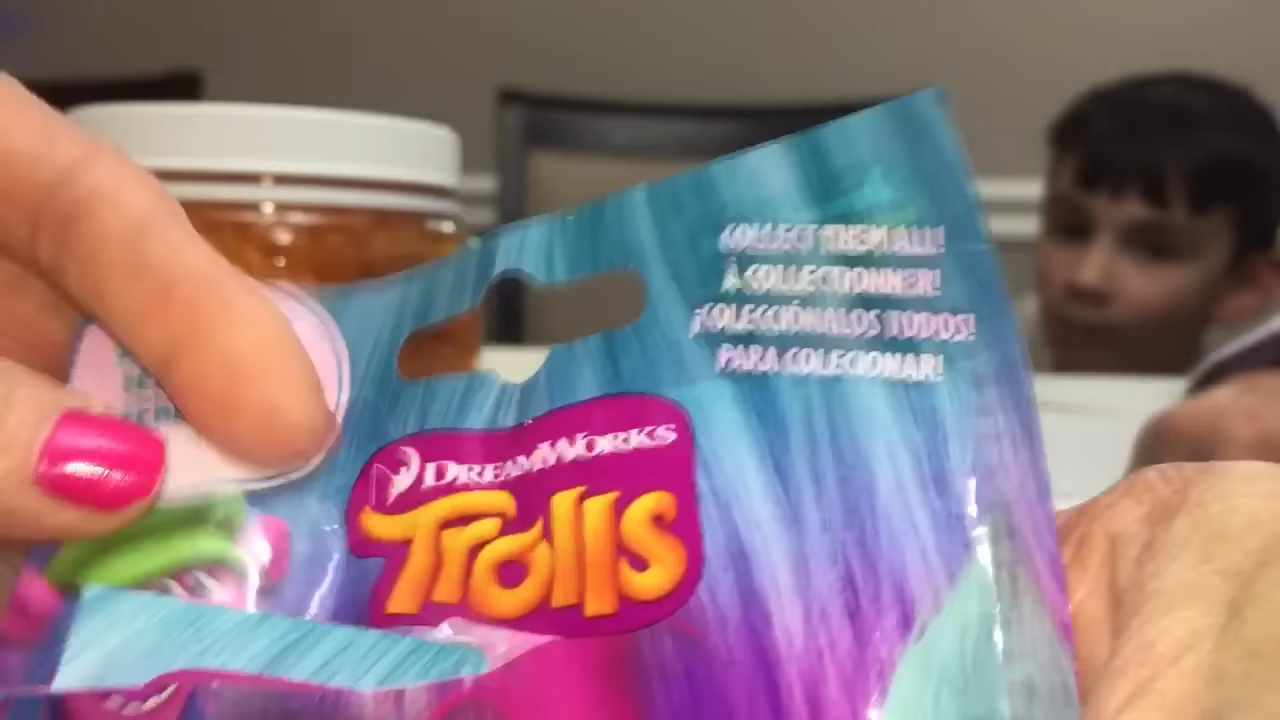 COLLECT THEM ALL!
À COLLECTIONNER!
¡COLECCIÓNALOS TODOS!
PARA COLECIONAR!
DREAMWORKS
Trolls